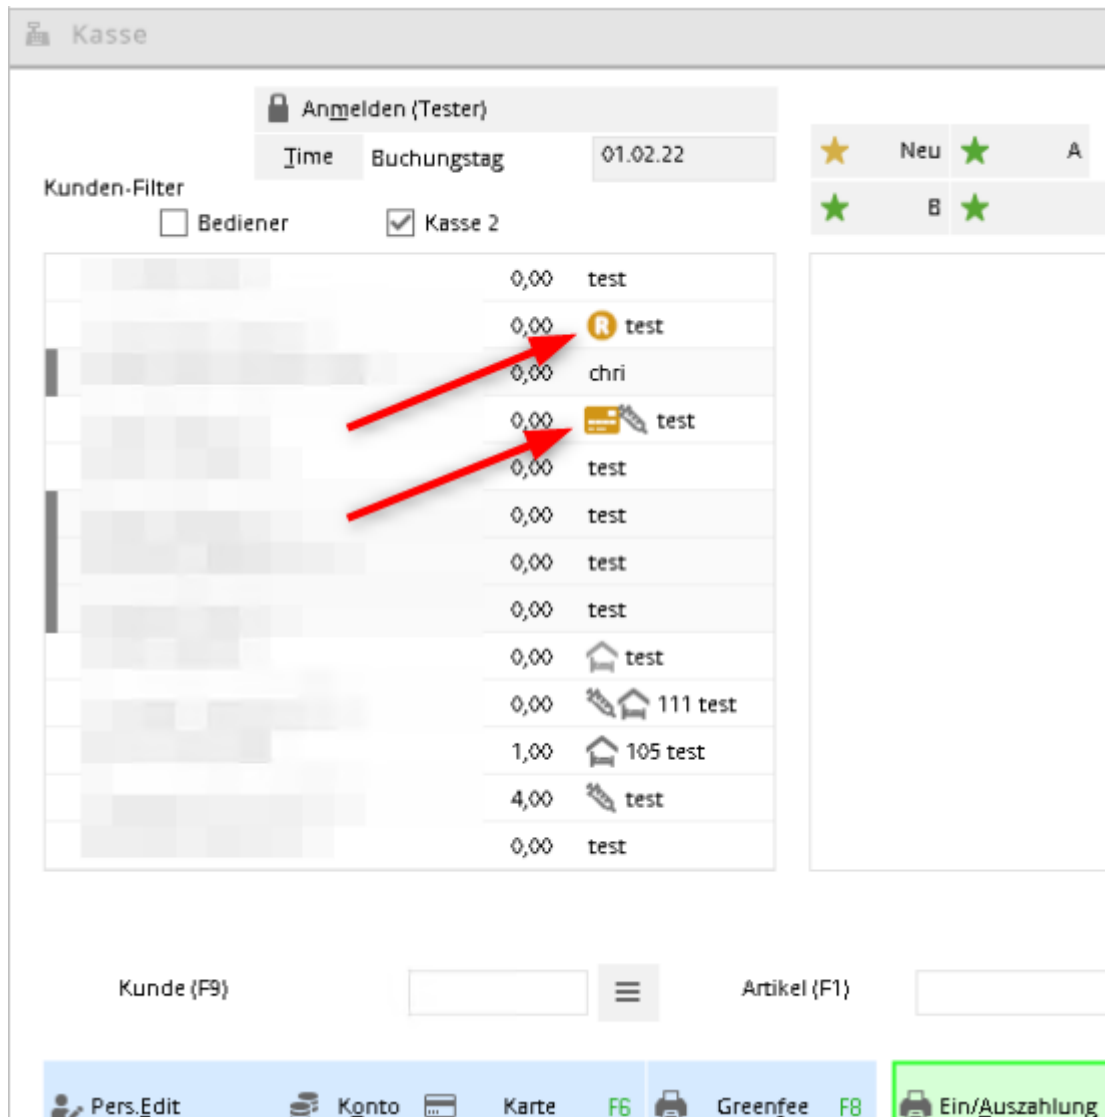 Kasse
Anmelden (Tester)
Time Buchungstag 01.02.22
Neu A
Kunden-Filter
B
Bediener Kasse 2
0,00 test
0,00 R test
0,00 chri
0,00 test
0,00 test
0,00 test
0,00 test
0,00 test
0,00 test
0,00 111 test
1,00 105 test
4,00 test
0,00 test
Kunde (F9) Artikel (F1)
Pers.Edit Konto Karte F6 Greenfee F8 Ein/Auszahlung